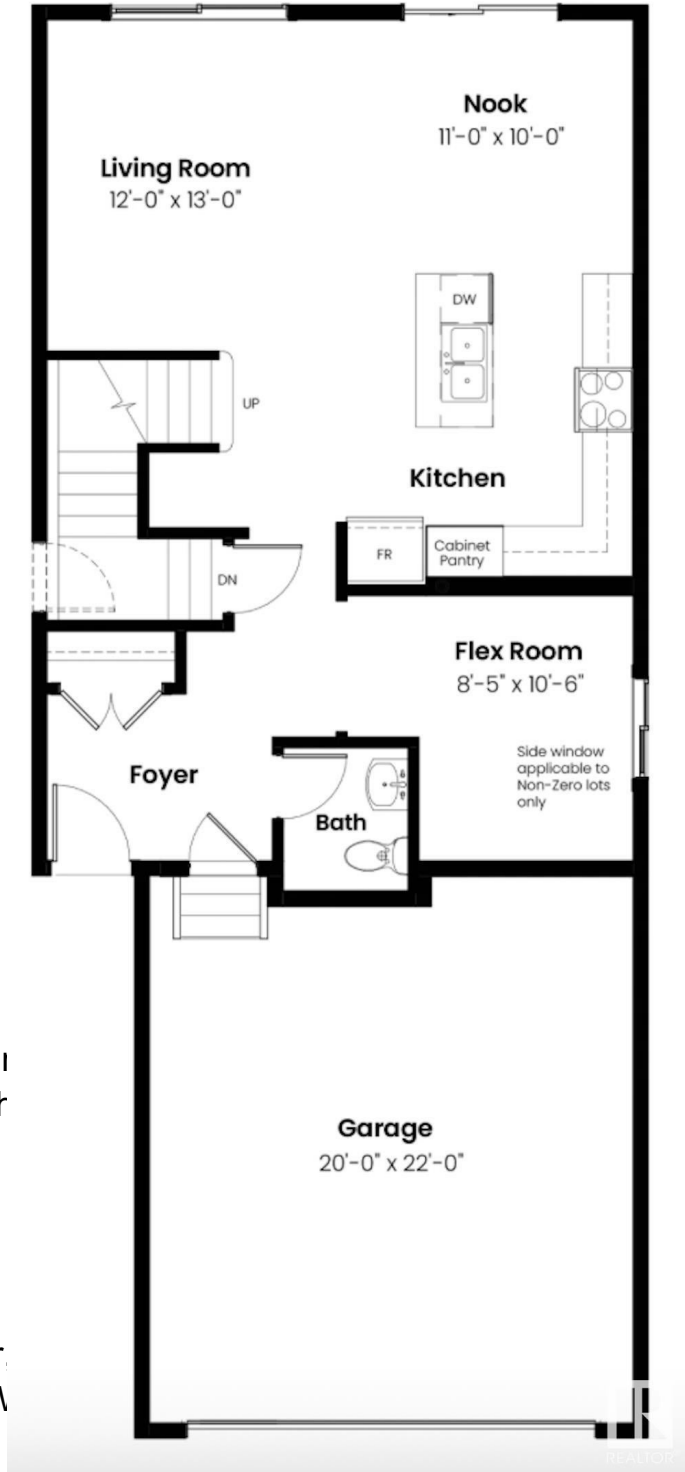 Nook
11'-0" x 10'-0"
Living Room
12'-0" x 13'-0"
DW
UP
Kitchen
FR
Cabinet
Pantry
DN
Flex Room
8'-5" x 10'-6"
Side window
applicable to
Non-Zero lots
only
Foyer
Bath
Garage
20'-0" x 22'-0"
REALTOR